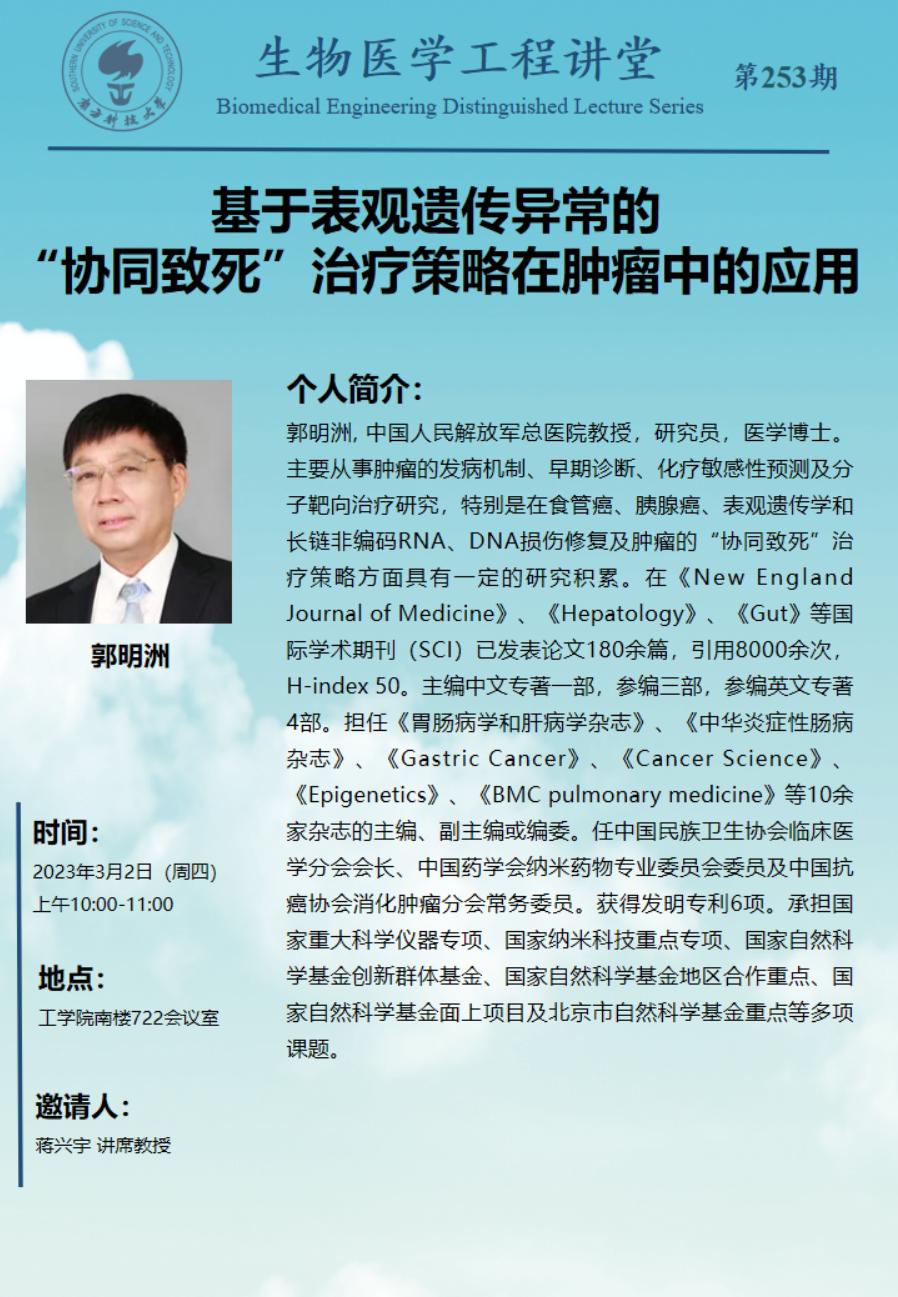 SOUTHERN UNIVERSITY OF SCIENCE AND TECHNOLOGY
南方科技大学
生物医学工程讲堂
第253期
Biomedical Engineering Distinguished Lecture Series
基于表观遗传异常的
“协同致死”治疗策略在肿瘤中的应用
郭明洲
时间：
2023年3月2日（周四）
上午10:00-11:00
地点：
工学院南楼722会议室
邀请人：
蒋兴宇 讲席教授
个人简介：
郭明洲, 中国人民解放军总医院教授，研究员，医学博士。
主要从事肿瘤的发病机制、早期诊断、化疗敏感性预测及分
子靶向治疗研究，特别是在食管癌、胰腺癌、表观遗传学和
长链非编码RNA、DNA损伤修复及肿瘤的“协同致死”治
疗策略方面具有一定的研究积累。在《New England
Journal of Medicine》、《Hepatology》、《Gut》等国
际学术期刊（SCI）已发表论文180余篇，引用8000余次，
H-index 50。主编中文专著一部，参编三部，参编英文专著
4部。担任《胃肠病学和肝病学杂志》、《中华炎症性肠病
杂志》、《Gastric Cancer》、《Cancer Science》、
《Epigenetics》、《BMC pulmonary medicine》等10余
家杂志的主编、副主编或编委。任中国民族卫生协会临床医
学分会会长、中国药学会纳米药物专业委员会委员及中国抗
癌协会消化肿瘤分会常务委员。获得发明专利6项。承担国
家重大科学仪器专项、国家纳米科技重点专项、国家自然科
学基金创新群体基金、国家自然科学基金地区合作重点、国
家自然科学基金面上项目及北京市自然科学基金重点等多项
课题。